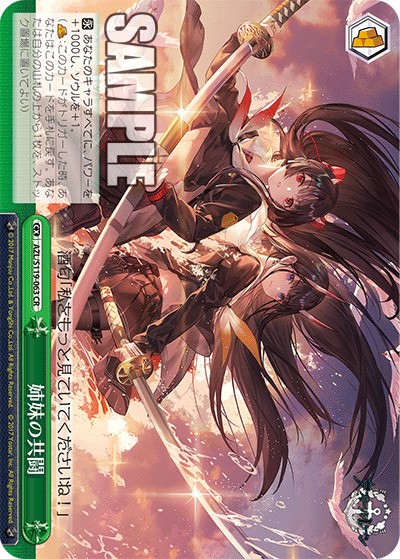 SAMPLE
【永】 あなたのキャラすべてに、パワーを
+1000し、ソウルを+1。
(:このカードがトリガーした時、あ
なたはこのカードを手札に戻す。あな
たは自分の山札の上から1枚を、ストッ
ク置場に置いてよい)
酒匂「私をもっと見ていてくださいね！」
CX
AZL/S119-063 CR
姉妹の共闘
© 2017 Manjuu Co.,Ltd. & YongShi Co.,Ltd. All Rights Reserved.
© 2017 Yostar, Inc. All Rights Reserved.